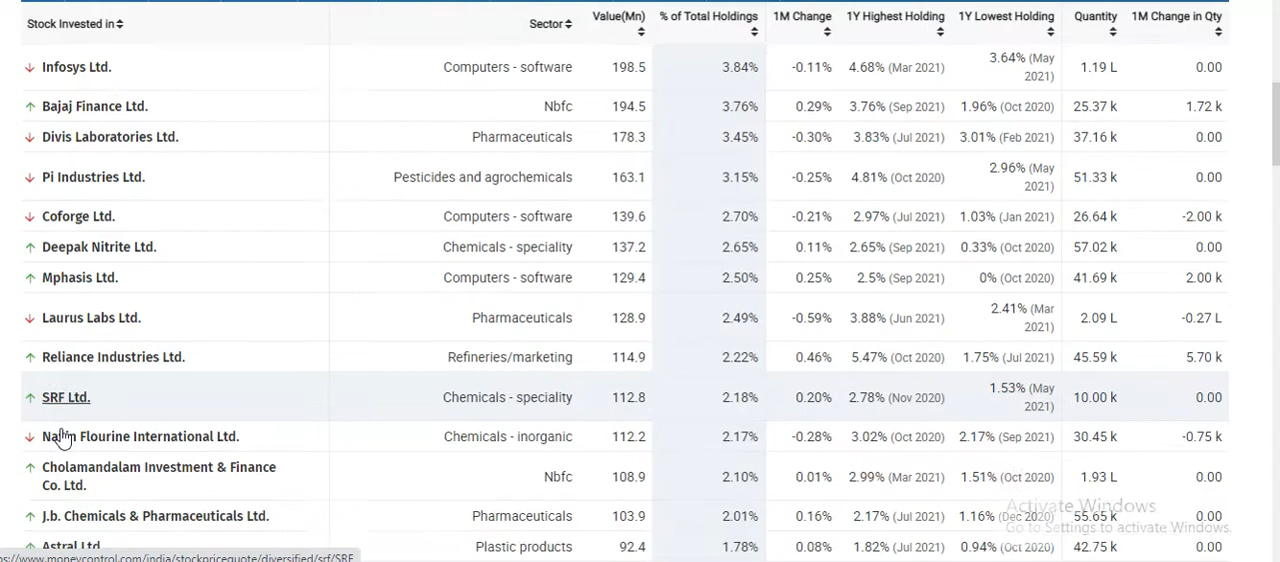 Stock Invested in Sector Value(Mn) % of Total Holdings 1M Change 1Y Highest Holding 1Y Lowest Holding Quantity 1M Change in Qty
Infosys Ltd. Computers - software 198.5 3.84% -0.11% 4.68% (Mar 2021) 3.64% (May 2021) 1.19 L 0.00
Bajaj Finance Ltd. Nbfc 194.5 3.76% 0.29% 3.76% (Sep 2021) 1.96% (Oct 2020) 25.37 k 1.72 k
Divis Laboratories Ltd. Pharmaceuticals 178.3 3.45% -0.30% 3.83% (Jul 2021) 3.01% (Feb 2021) 37.16 k 0.00
Pi Industries Ltd. Pesticides and agrochemicals 163.1 3.15% -0.25% 4.81% (Oct 2020) 2.96% (May 2021) 51.33 k 0.00
Coforge Ltd. Computers - software 139.6 2.70% -0.21% 2.97% (Jul 2021) 1.03% (Jan 2021) 26.64 k -2.00 k
Deepak Nitrite Ltd. Chemicals - speciality 137.2 2.65% 0.11% 2.65% (Sep 2021) 0.33% (Oct 2020) 57.02 k 0.00
Mphasis Ltd. Computers - software 129.4 2.50% 0.25% 2.5% (Sep 2021) 0% (Oct 2020) 41.69 k 2.00 k
Laurus Labs Ltd. Pharmaceuticals 128.9 2.49% -0.59% 3.88% (Jun 2021) 2.41% (Mar 2021) 2.09 L -0.27 L
Reliance Industries Ltd. Refineries/marketing 114.9 2.22% 0.46% 5.47% (Oct 2020) 1.75% (Jul 2021) 45.59 k 5.70 k
SRF Ltd. Chemicals - speciality 112.8 2.18% 0.20% 2.78% (Nov 2020) 1.53% (May 2021) 10.00 k 0.00
Flourine International Ltd. Chemicals - inorganic 112.2 2.17% -0.28% 3.02% (Oct 2020) 2.17% (Sep 2021) 30.45 k -0.75 k
Cholamandalam Investment & Finance Co. Ltd. Nbfc 108.9 2.10% 0.01% 2.99% (Mar 2021) 1.51% (Oct 2020) 1.93 L 0.00
J.b. Chemicals & Pharmaceuticals Ltd. Pharmaceuticals 103.9 2.01% 0.16% 2.17% (Jul 2021) 1.16% (Dec 2020) 55.65 k 0.00
Astral Ltd. Plastic products 92.4 1.78% 0.08% 1.82% (Jul 2021) 0.94% (Oct 2020) 42.75 k 0.00
Activate Windows
Go to Settings to activate Windows.
ps://www.moneycontrol.com/india/stockpricequote/diversified/srf/SRF